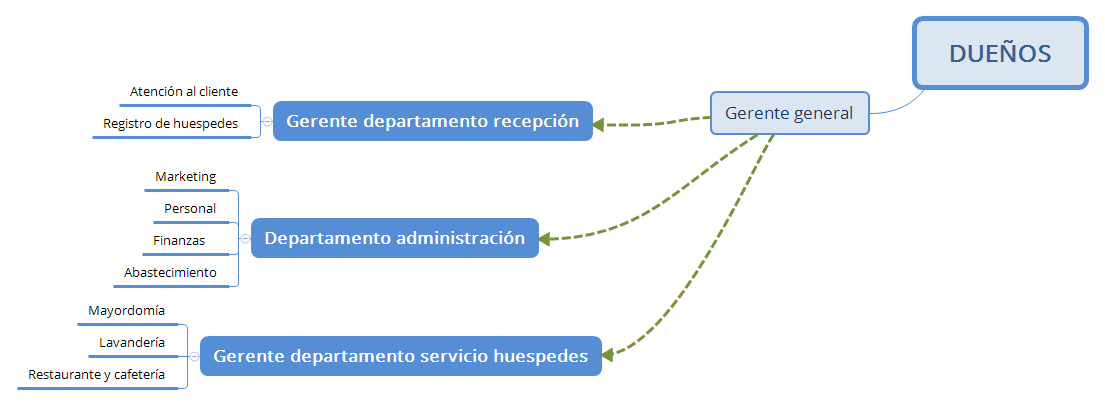 DUEÑOS
Gerente general
Gerente departamento recepción
Atención al cliente
Registro de huespedes
Departamento administración
Marketing
Personal
Finanzas
Abastecimiento
Gerente departamento servicio huespedes
Mayordomía
Lavandería
Restaurante y cafetería